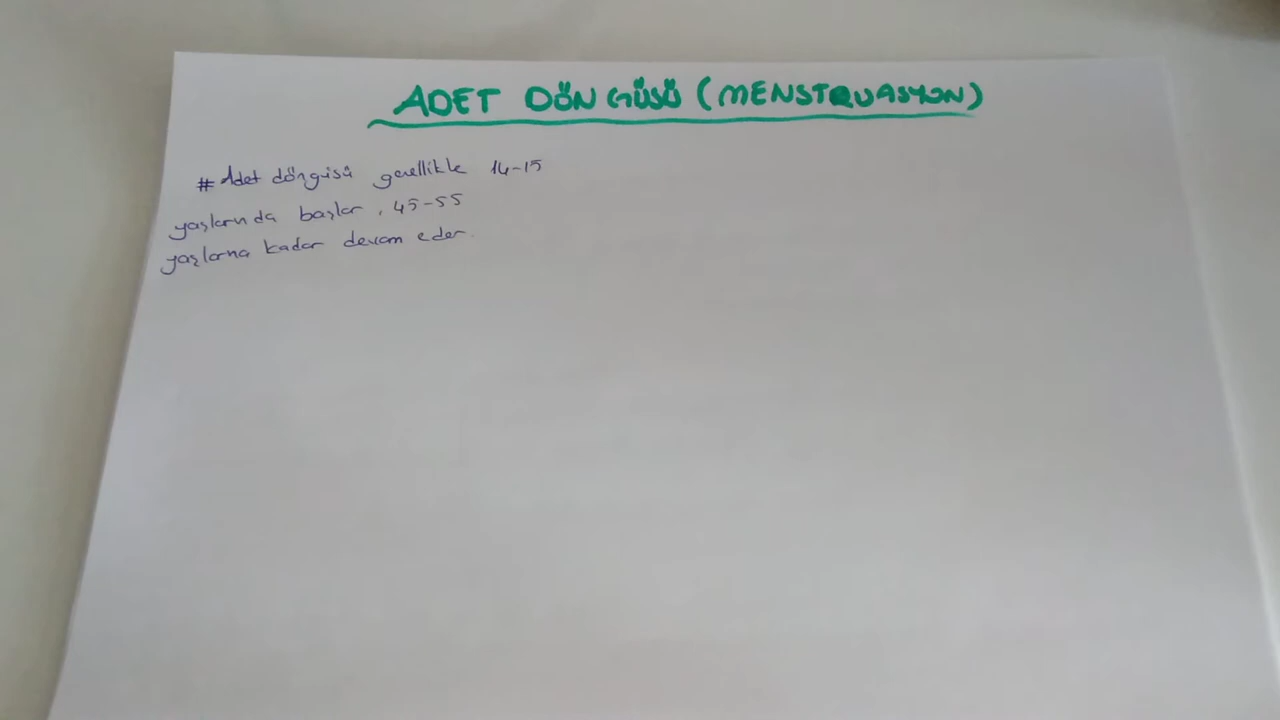 ADET DÖNGÜSÜ (MENSTRUASYON)
# Adet döngüsü genellikle 14-15
yaşlarında başlar, 45-55
yaşlarına kadar devam eder.